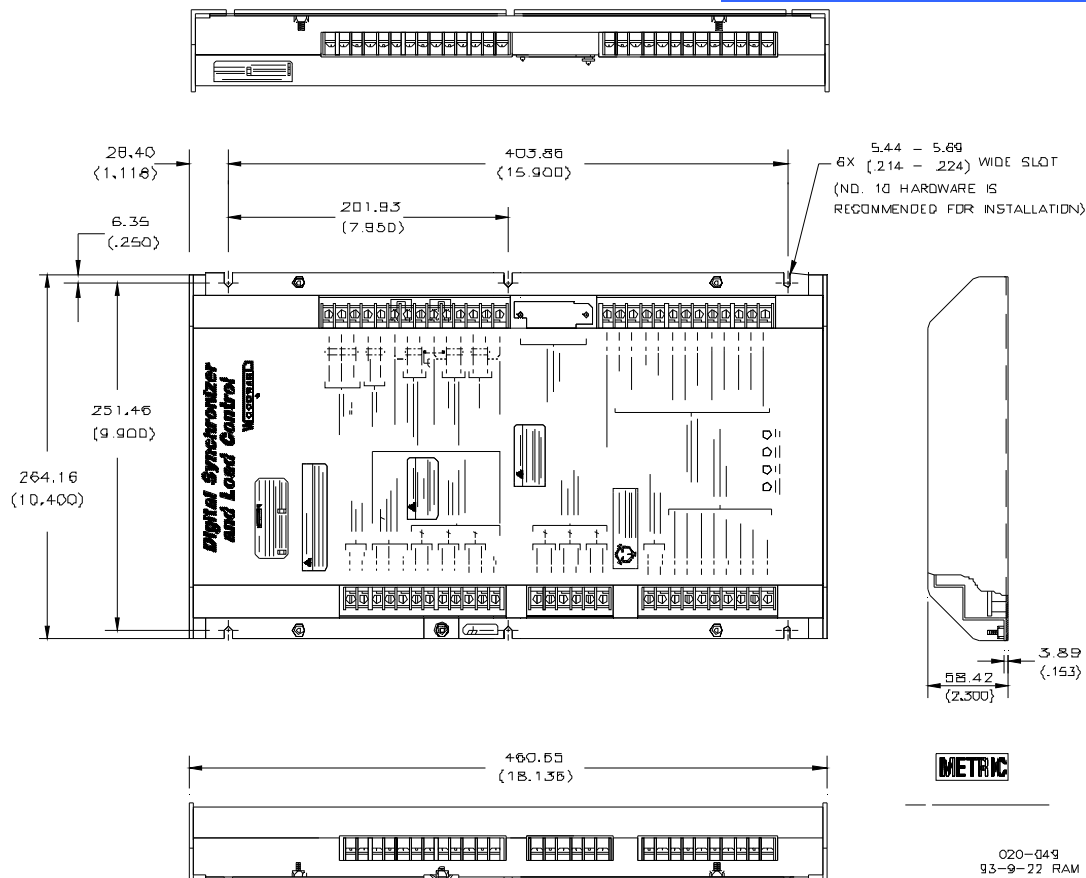 28.40
(1.118)
403.86
(15.900)
5.44 - 5.69
6X (.214 - .224) WIDE SLOT
(NO. 10 HARDWARE IS
RECOMMENDED FOR INSTALLATION)
201.93
(7.950)
6.35
(.250)
251.46
(9.900)
264.16
(10.400)
Digital Synchronizer
and Load Control
WOODWARD
3.89
(.153)
58.42
(2.300)
460.65
(18.136)
METRIC
020-049
93-9-22 RAM